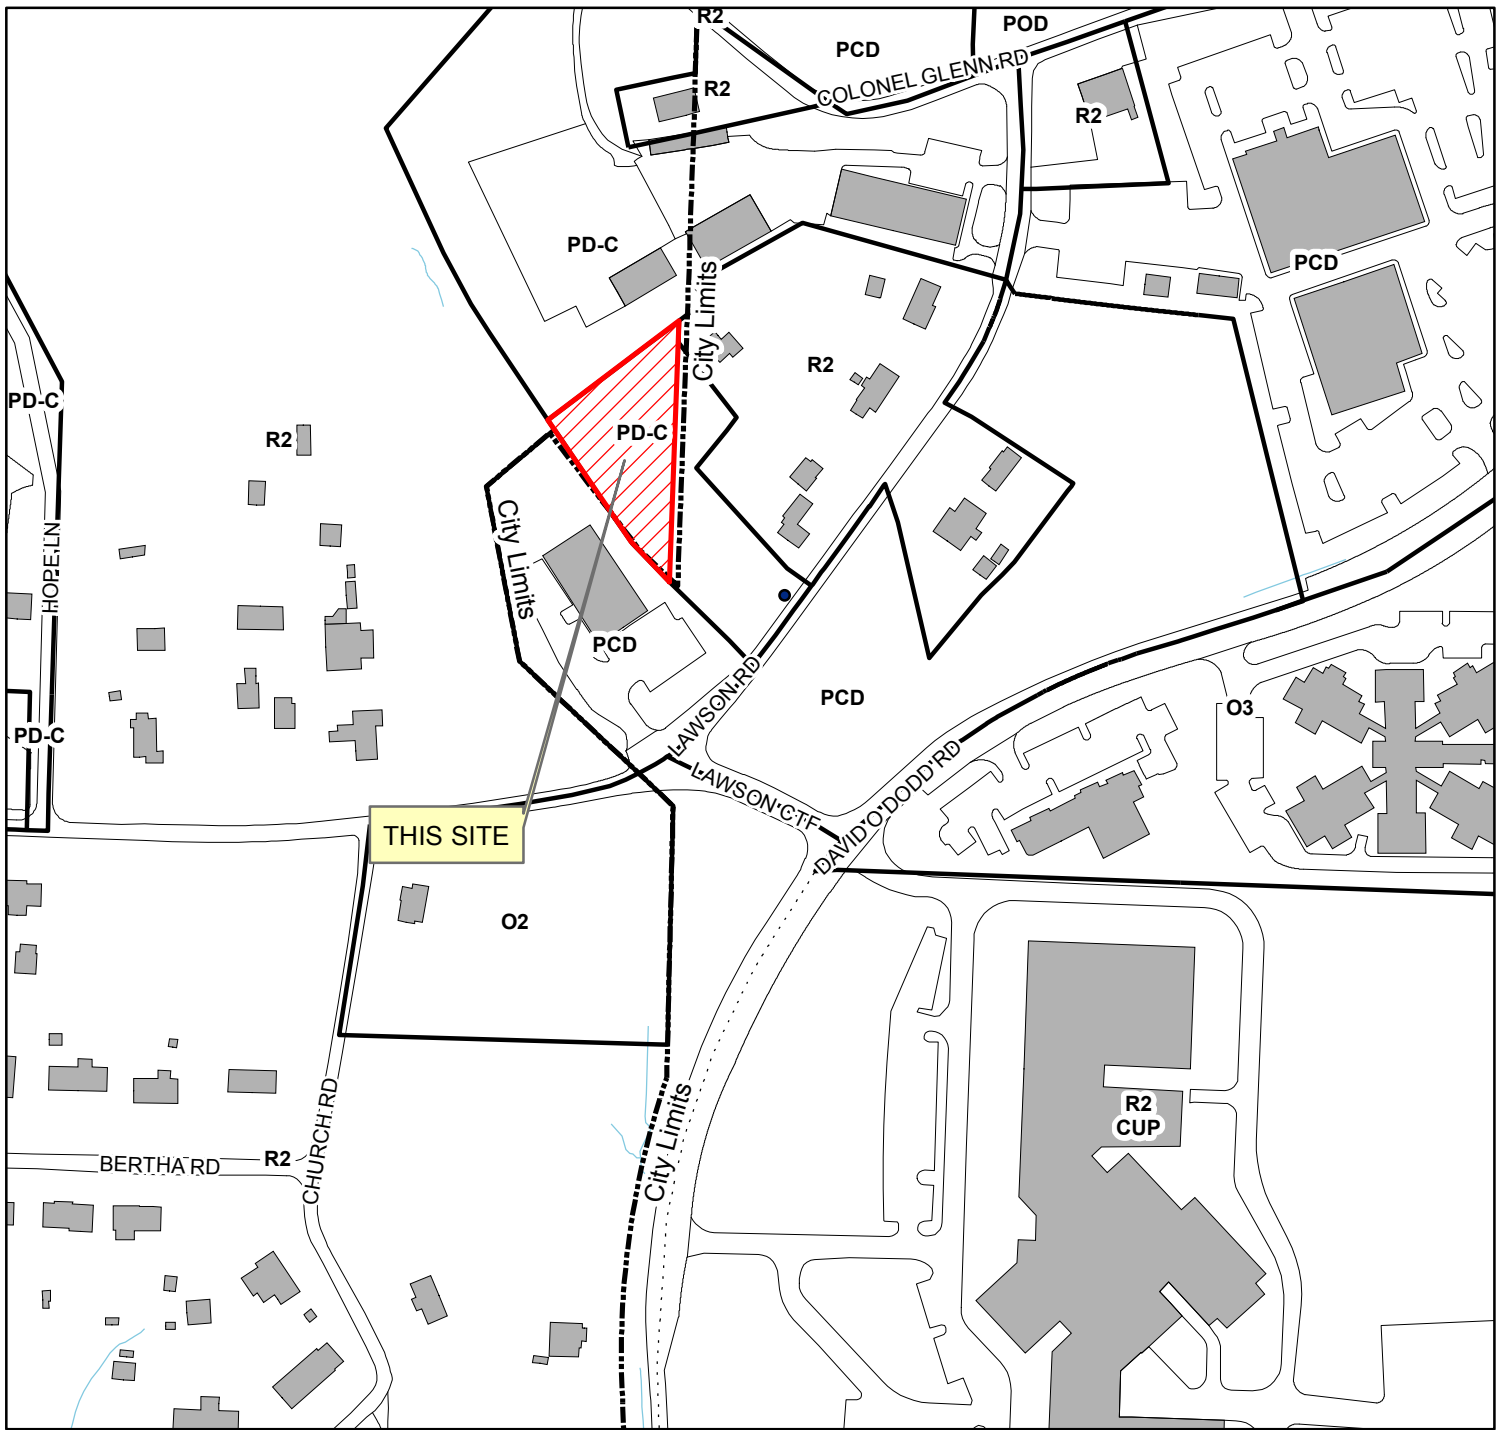 R2
POD
PCD
COLONEL GLENN RD
R2
R2
PD-C
PCD
City Limits
R2
PD-C
PD-C
R2
City Limits
HOPE LN
PCD
LAWSON RD
PCD
O3
PD-C
LAWSON CTF
DAVID O DODD RD
THIS SITE
O2
City Limits
R2
CUP
CHURCH RD
BERTHA RD
R2